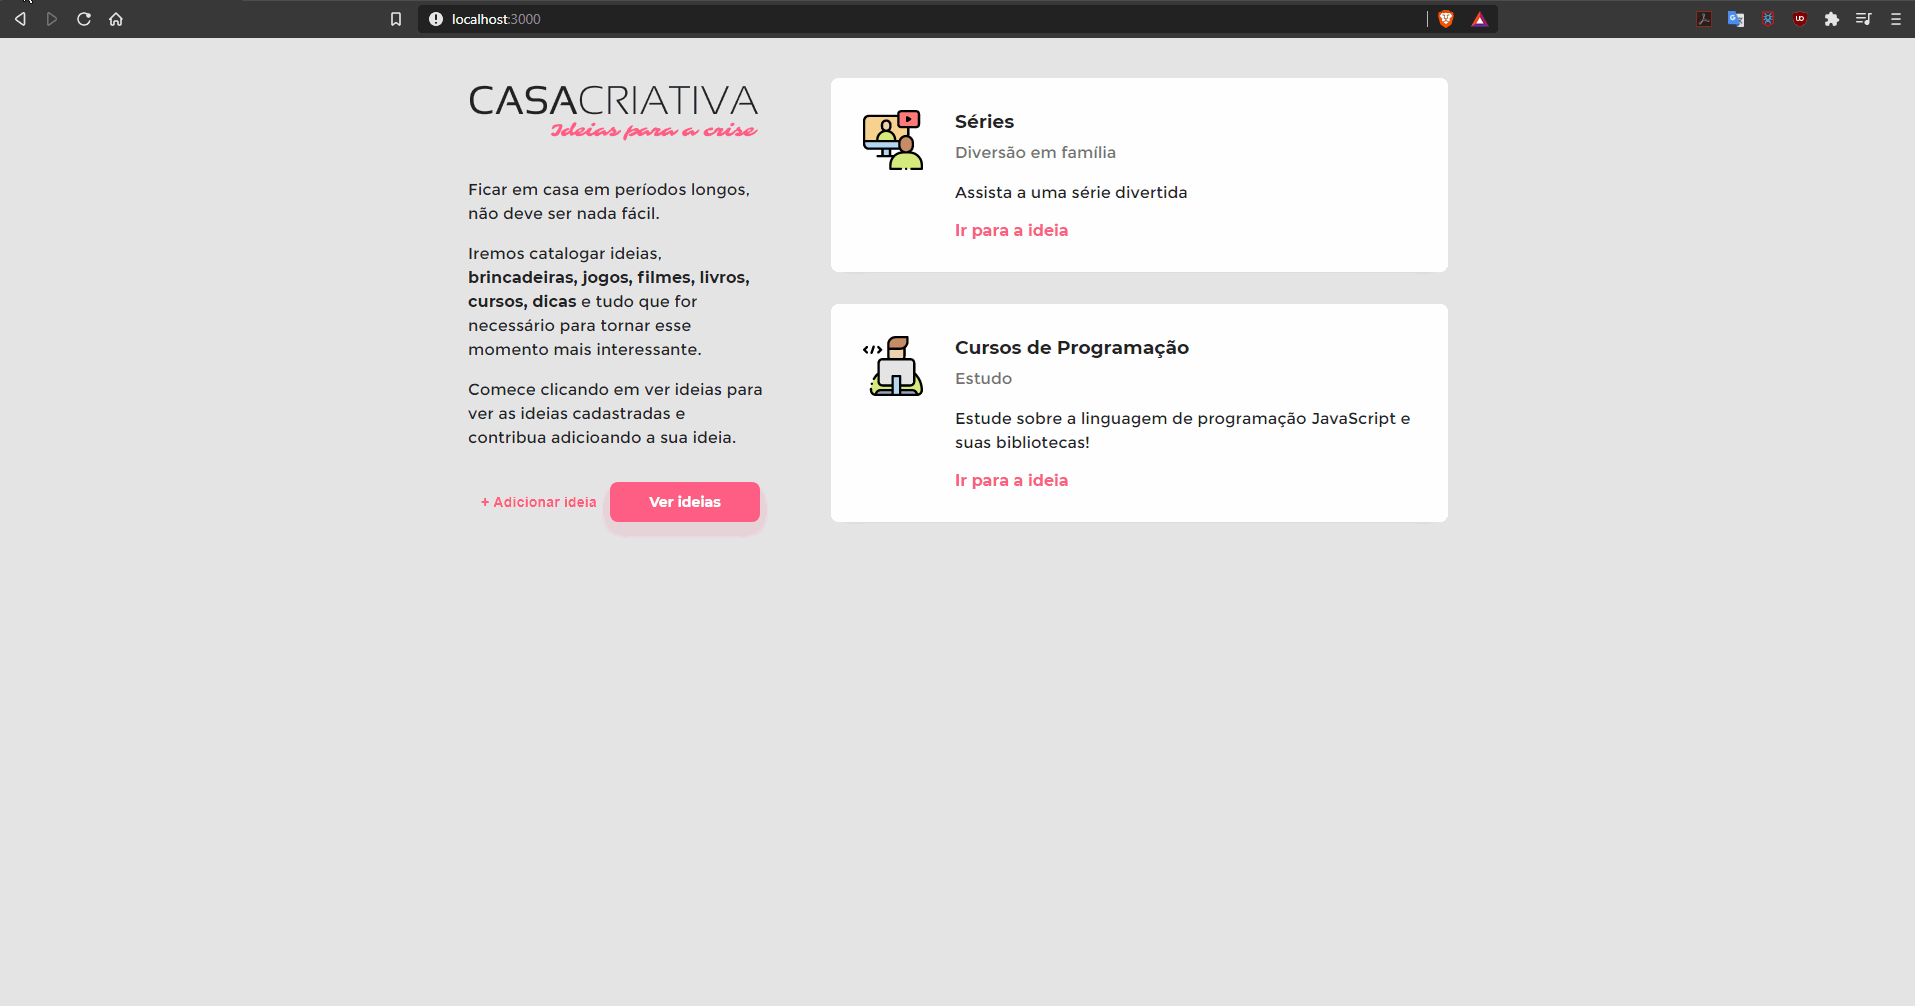 localhost:3000
CASACRIATIVA
Ideias para a crise
Ficar em casa em períodos longos,
não deve ser nada fácil.
Iremos catalogar ideias,
brincadeiras, jogos, filmes, livros,
cursos, dicas e tudo que for
necessário para tornar esse
momento mais interessante.
Comece clicando em ver ideias para
ver as ideias cadastradas e
contribua adicioando a sua ideia.
+ Adicionar ideia
Ver ideias
Séries
Diversão em família
Assista a uma série divertida
Ir para a ideia
Cursos de Programação
Estudo
Estude sobre a linguagem de programação JavaScript e
suas bibliotecas!
Ir para a ideia